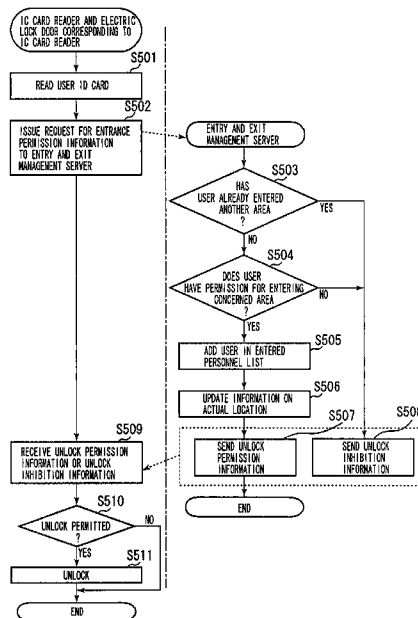 IC CARD READER AND ELECTRIC
LOCK DOOR CORRESPONDING TO
IC CARD READER
S501
READ USER ID CARD
S502
ISSUE REQUEST FOR ENTRANCE
PERMISSION INFORMATION
TO ENTRY AND EXIT
MANAGEMENT SERVER
ENTRY AND EXIT
MANAGEMENT SERVER
S503
HAS
USER ALREADY ENTERED
ANOTHER AREA
?
YES
NO
S504
DOES USER
HAVE PERMISSION FOR ENTERING
CONCERNED AREA
?
NO
YES
S505
ADD USER IN ENTERED
PERSONNEL LIST
S506
UPDATE INFORMATION ON
ACTUAL LOCATION
S507
SEND UNLOCK
PERMISSION
INFORMATION
S508
SEND UNLOCK
INHIBITION
INFORMATION
END
S509
RECEIVE UNLOCK PERMISSION
INFORMATION OR UNLOCK
INHIBITION INFORMATION
S510
UNLOCK PERMITTED
?
NO
YES
S511
UNLOCK
END